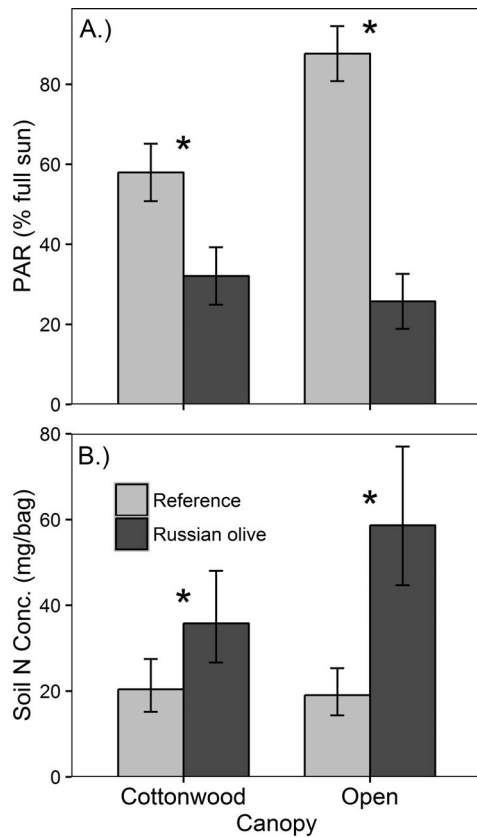 A.)
*
*
PAR (% full sun)
80
60
40
20
0
B.)
Reference
Russian olive
*
*
Soil N Conc. (mg/bag)
80
60
40
20
0
Cottonwood Open
Canopy